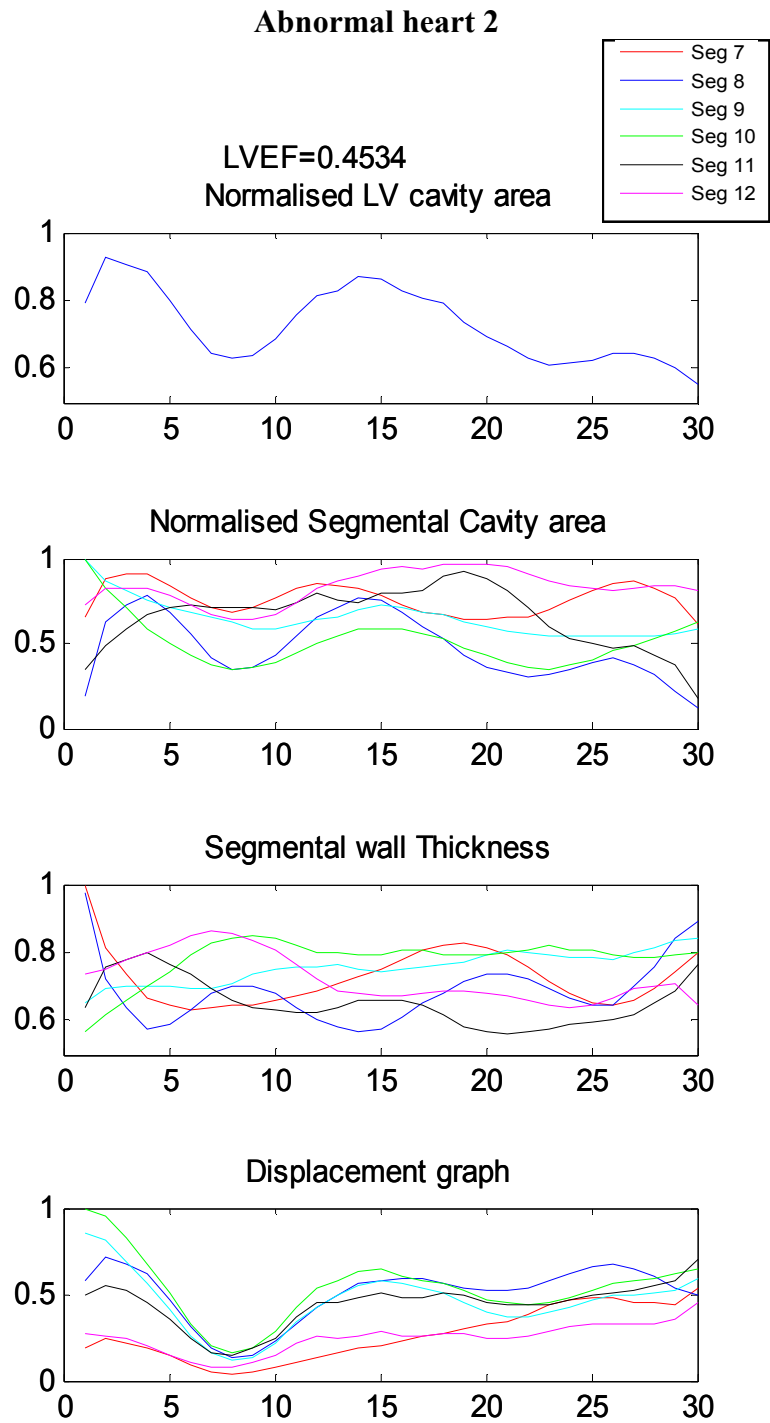 Abnormal heart 2
Seg 7
Seg 8
Seg 9
Seg 10
Seg 11
Seg 12
LVEF=0.4534
Normalised LV cavity area
1
0.8
0.6
0 5 10 15 20 25 30
Normalised Segmental Cavity area
1
0.5
0
0 5 10 15 20 25 30
Segmental wall Thickness
1
0.8
0.6
0 5 10 15 20 25 30
Displacement graph
1
0.5
0
0 5 10 15 20 25 30